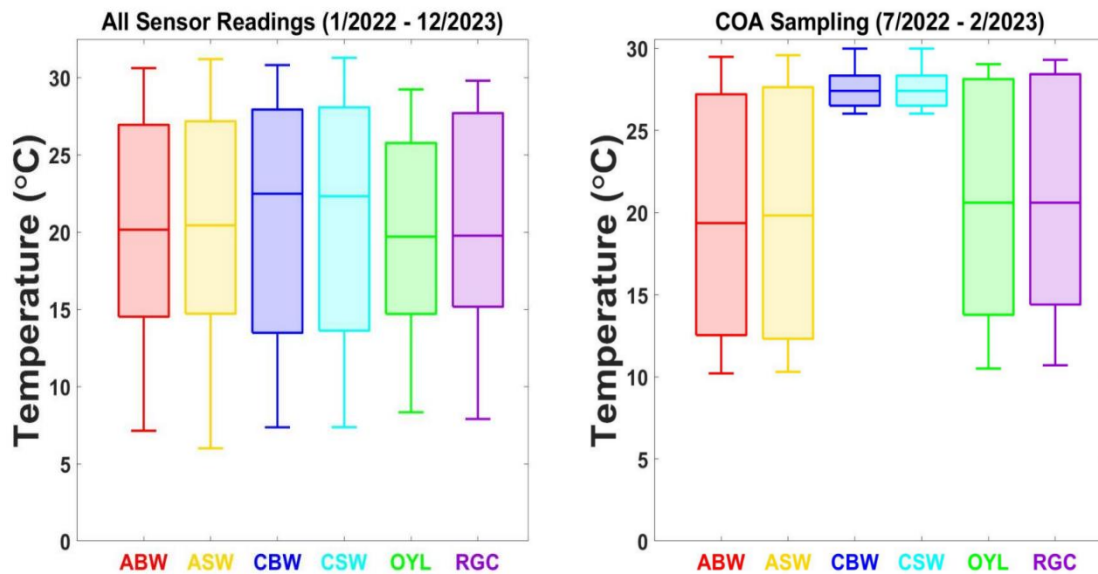 All Sensor Readings (1/2022 - 12/2023)
Temperature (°C)
30
25
20
15
10
5
0
ABW ASW CBW CSW OYL RGC
COA Sampling (7/2022 - 2/2023)
Temperature (°C)
30
25
20
15
10
5
0
ABW ASW CBW CSW OYL RGC